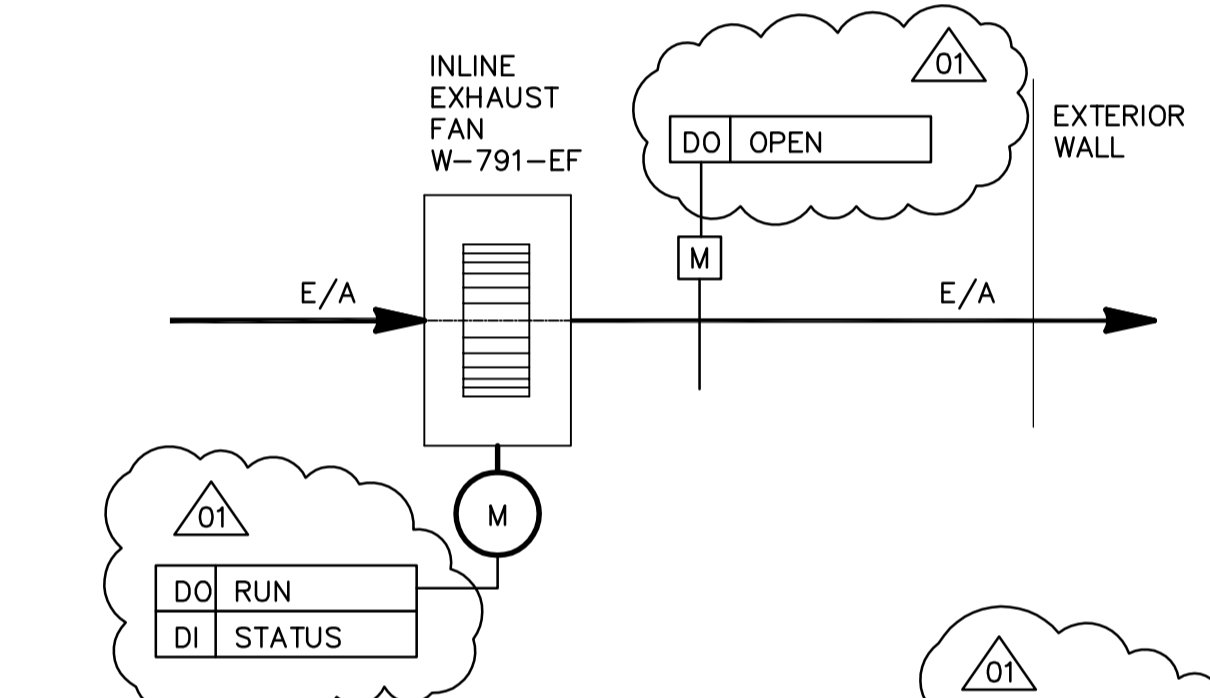 INLINE
EXHAUST
FAN
W-791-EF
01
DO OPEN
EXTERIOR
WALL
M
E/A
E/A
M
01
DO RUN
DI STATUS
01